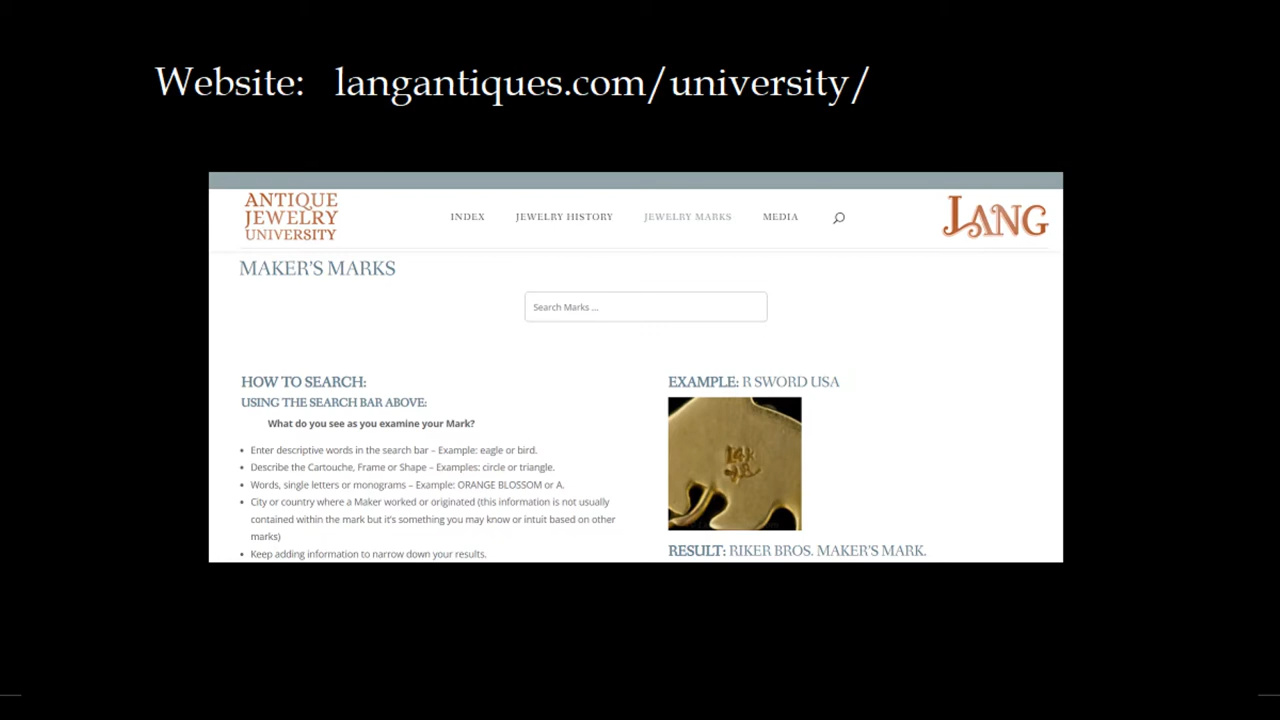 Website: langantiques.com/university/
ANTIQUE
JEWELRY
UNIVERSITY
INDEX JEWELRY HISTORY JEWELRY MARKS MEDIA
LANG
MAKER'S MARKS
Search Marks ...
HOW TO SEARCH:
USING THE SEARCH BAR ABOVE:
What do you see as you examine your Mark?
• Enter descriptive words in the search bar – Example: eagle or bird.
• Describe the Cartouche, Frame or Shape – Examples: circle or triangle.
• Words, single letters or monograms – Example: ORANGE BLOSSOM or A.
• City or country where a Maker worked or originated (this information is not usually
contained within the mark but it's something you may know or intuit based on other
marks)
• Keep adding information to narrow down your results.
EXAMPLE: R SWORD USA
14K
RESULT: RIKER BROS. MAKER'S MARK.